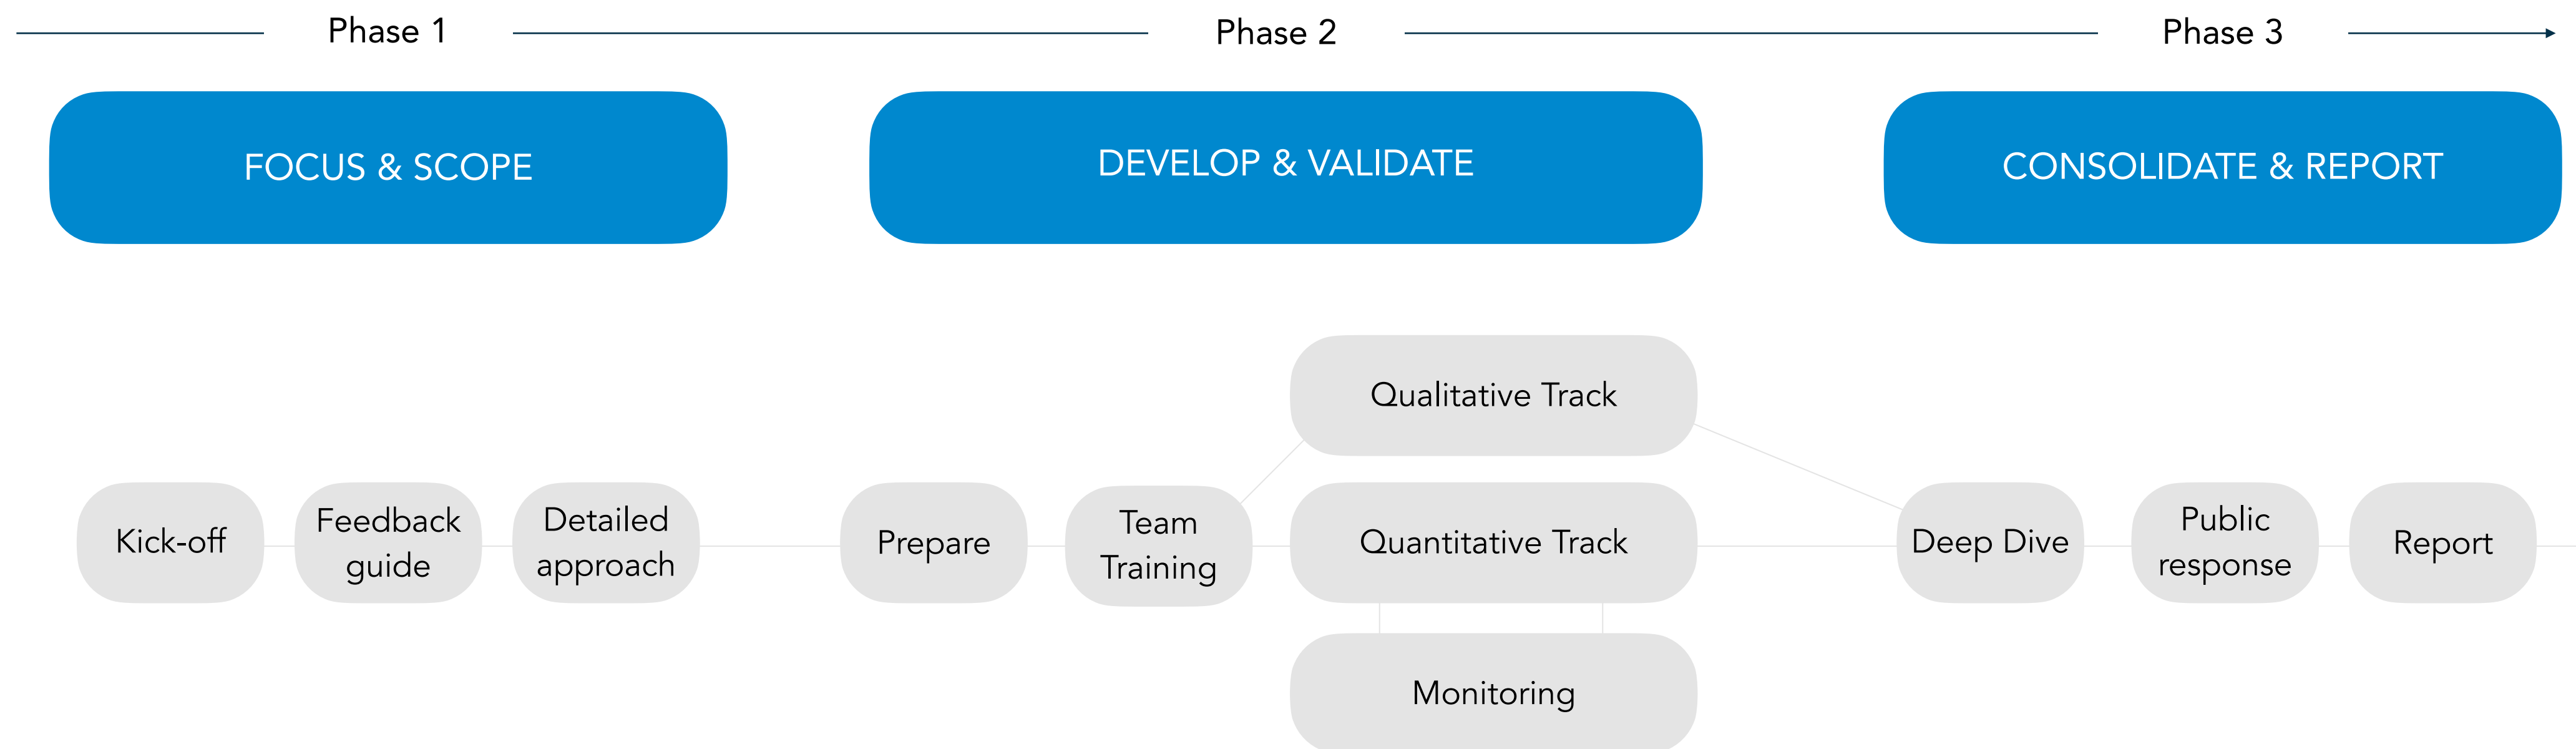 Phase 1
Phase 2
Phase 3
FOCUS & SCOPE
DEVELOP & VALIDATE
CONSOLIDATE & REPORT
Qualitative Track
Kick-off
Feedback
guide
Detailed
approach
Prepare
Team
Training
Quantitative Track
Deep Dive
Public
response
Report
Monitoring